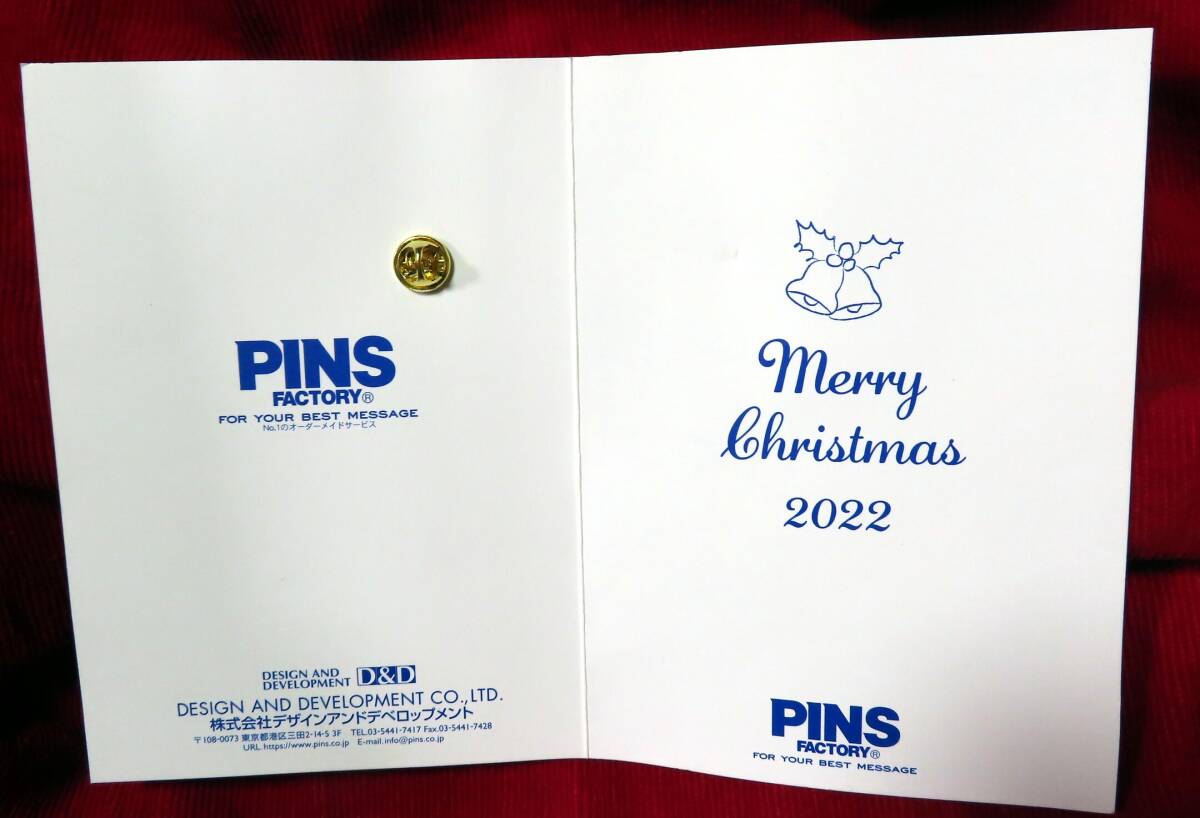 PINS
FACTORY®
FOR YOUR BEST MESSAGE
No.1のオーダーメイドサービス
DESIGN AND
DEVELOPMENT D&D
DESIGN AND DEVELOPMENT CO.,LTD.
株式会社デザインアンドデベロップメント
〒108-0073 東京都港区三田2-14-5 3F TEL.03-5441-7417 Fax.03-5441-7428
URL.https://www.pins.co.jp E-mail.info@pins.co.jp
Merry
Christmas
2022
PINS
FACTORY®
FOR YOUR BEST MESSAGE